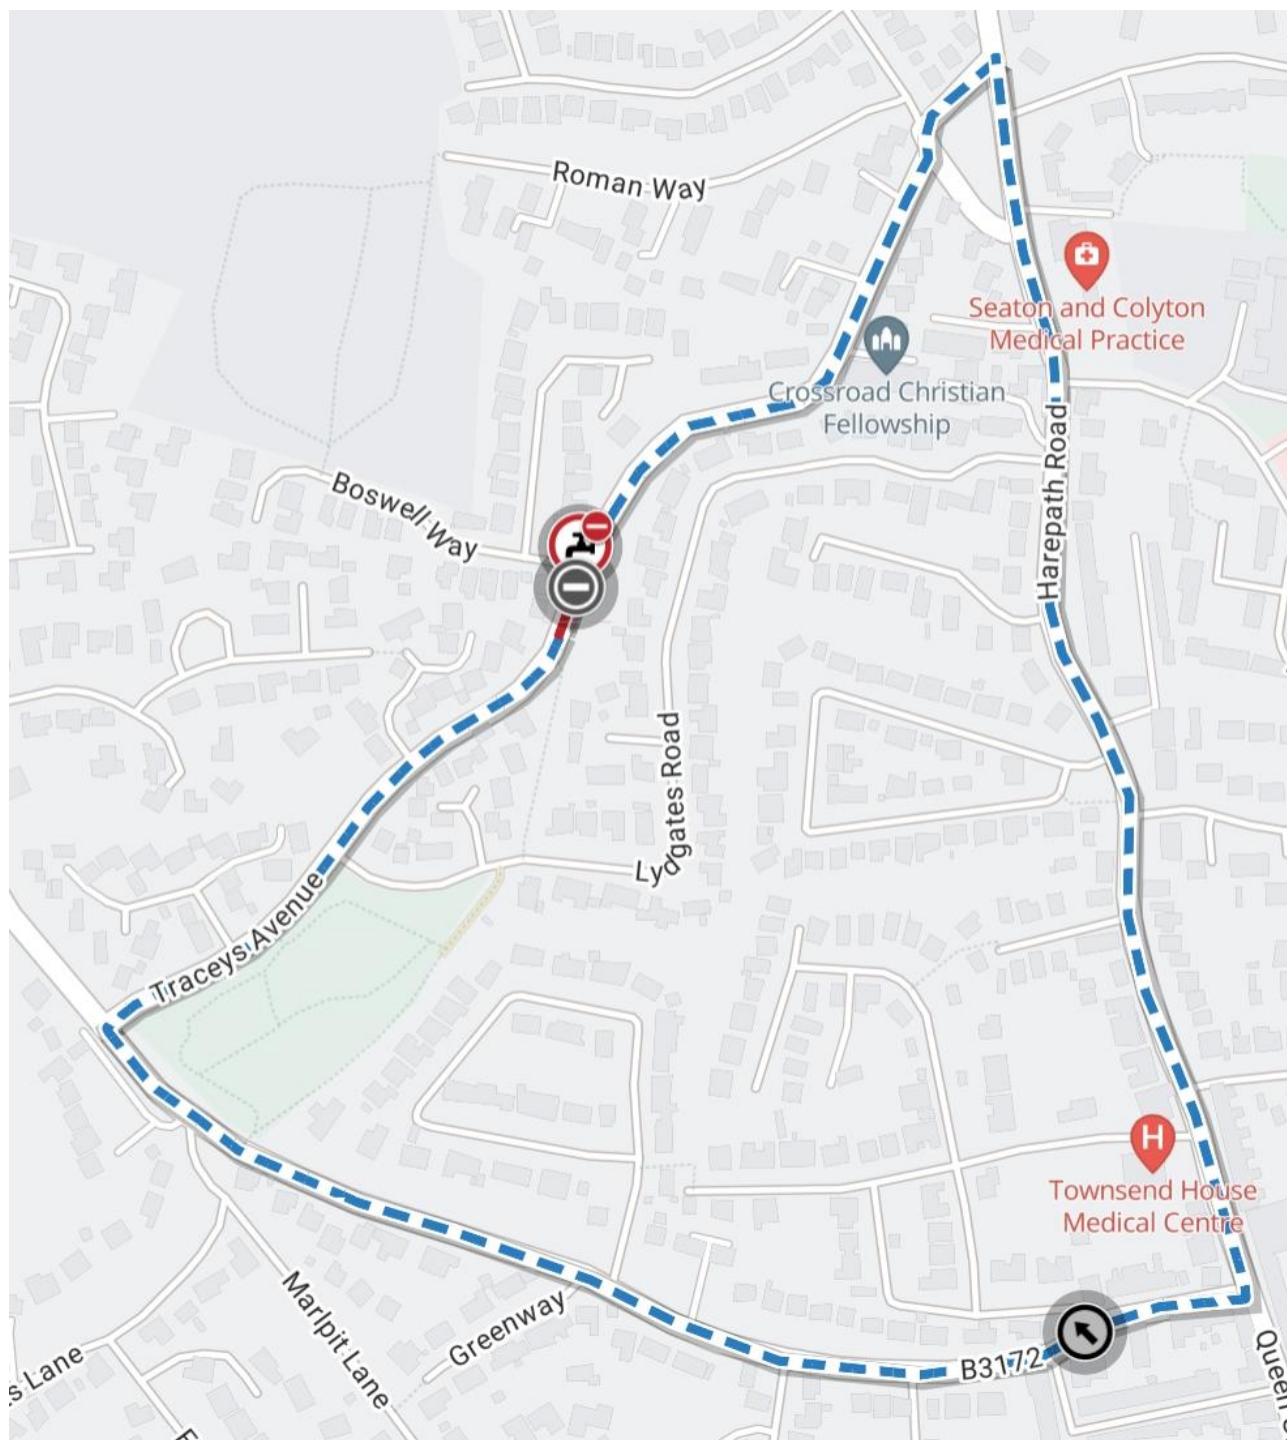 Roman Way
Seaton and Colyton
Medical Practice
Crossroad Christian
Fellowship
Harepath Road
Boswell Way
Lydgates Road
Traceys Avenue
H
Townsend House
Medical Centre
Marlpit Lane
Greenway
B3172
Lane
Queen